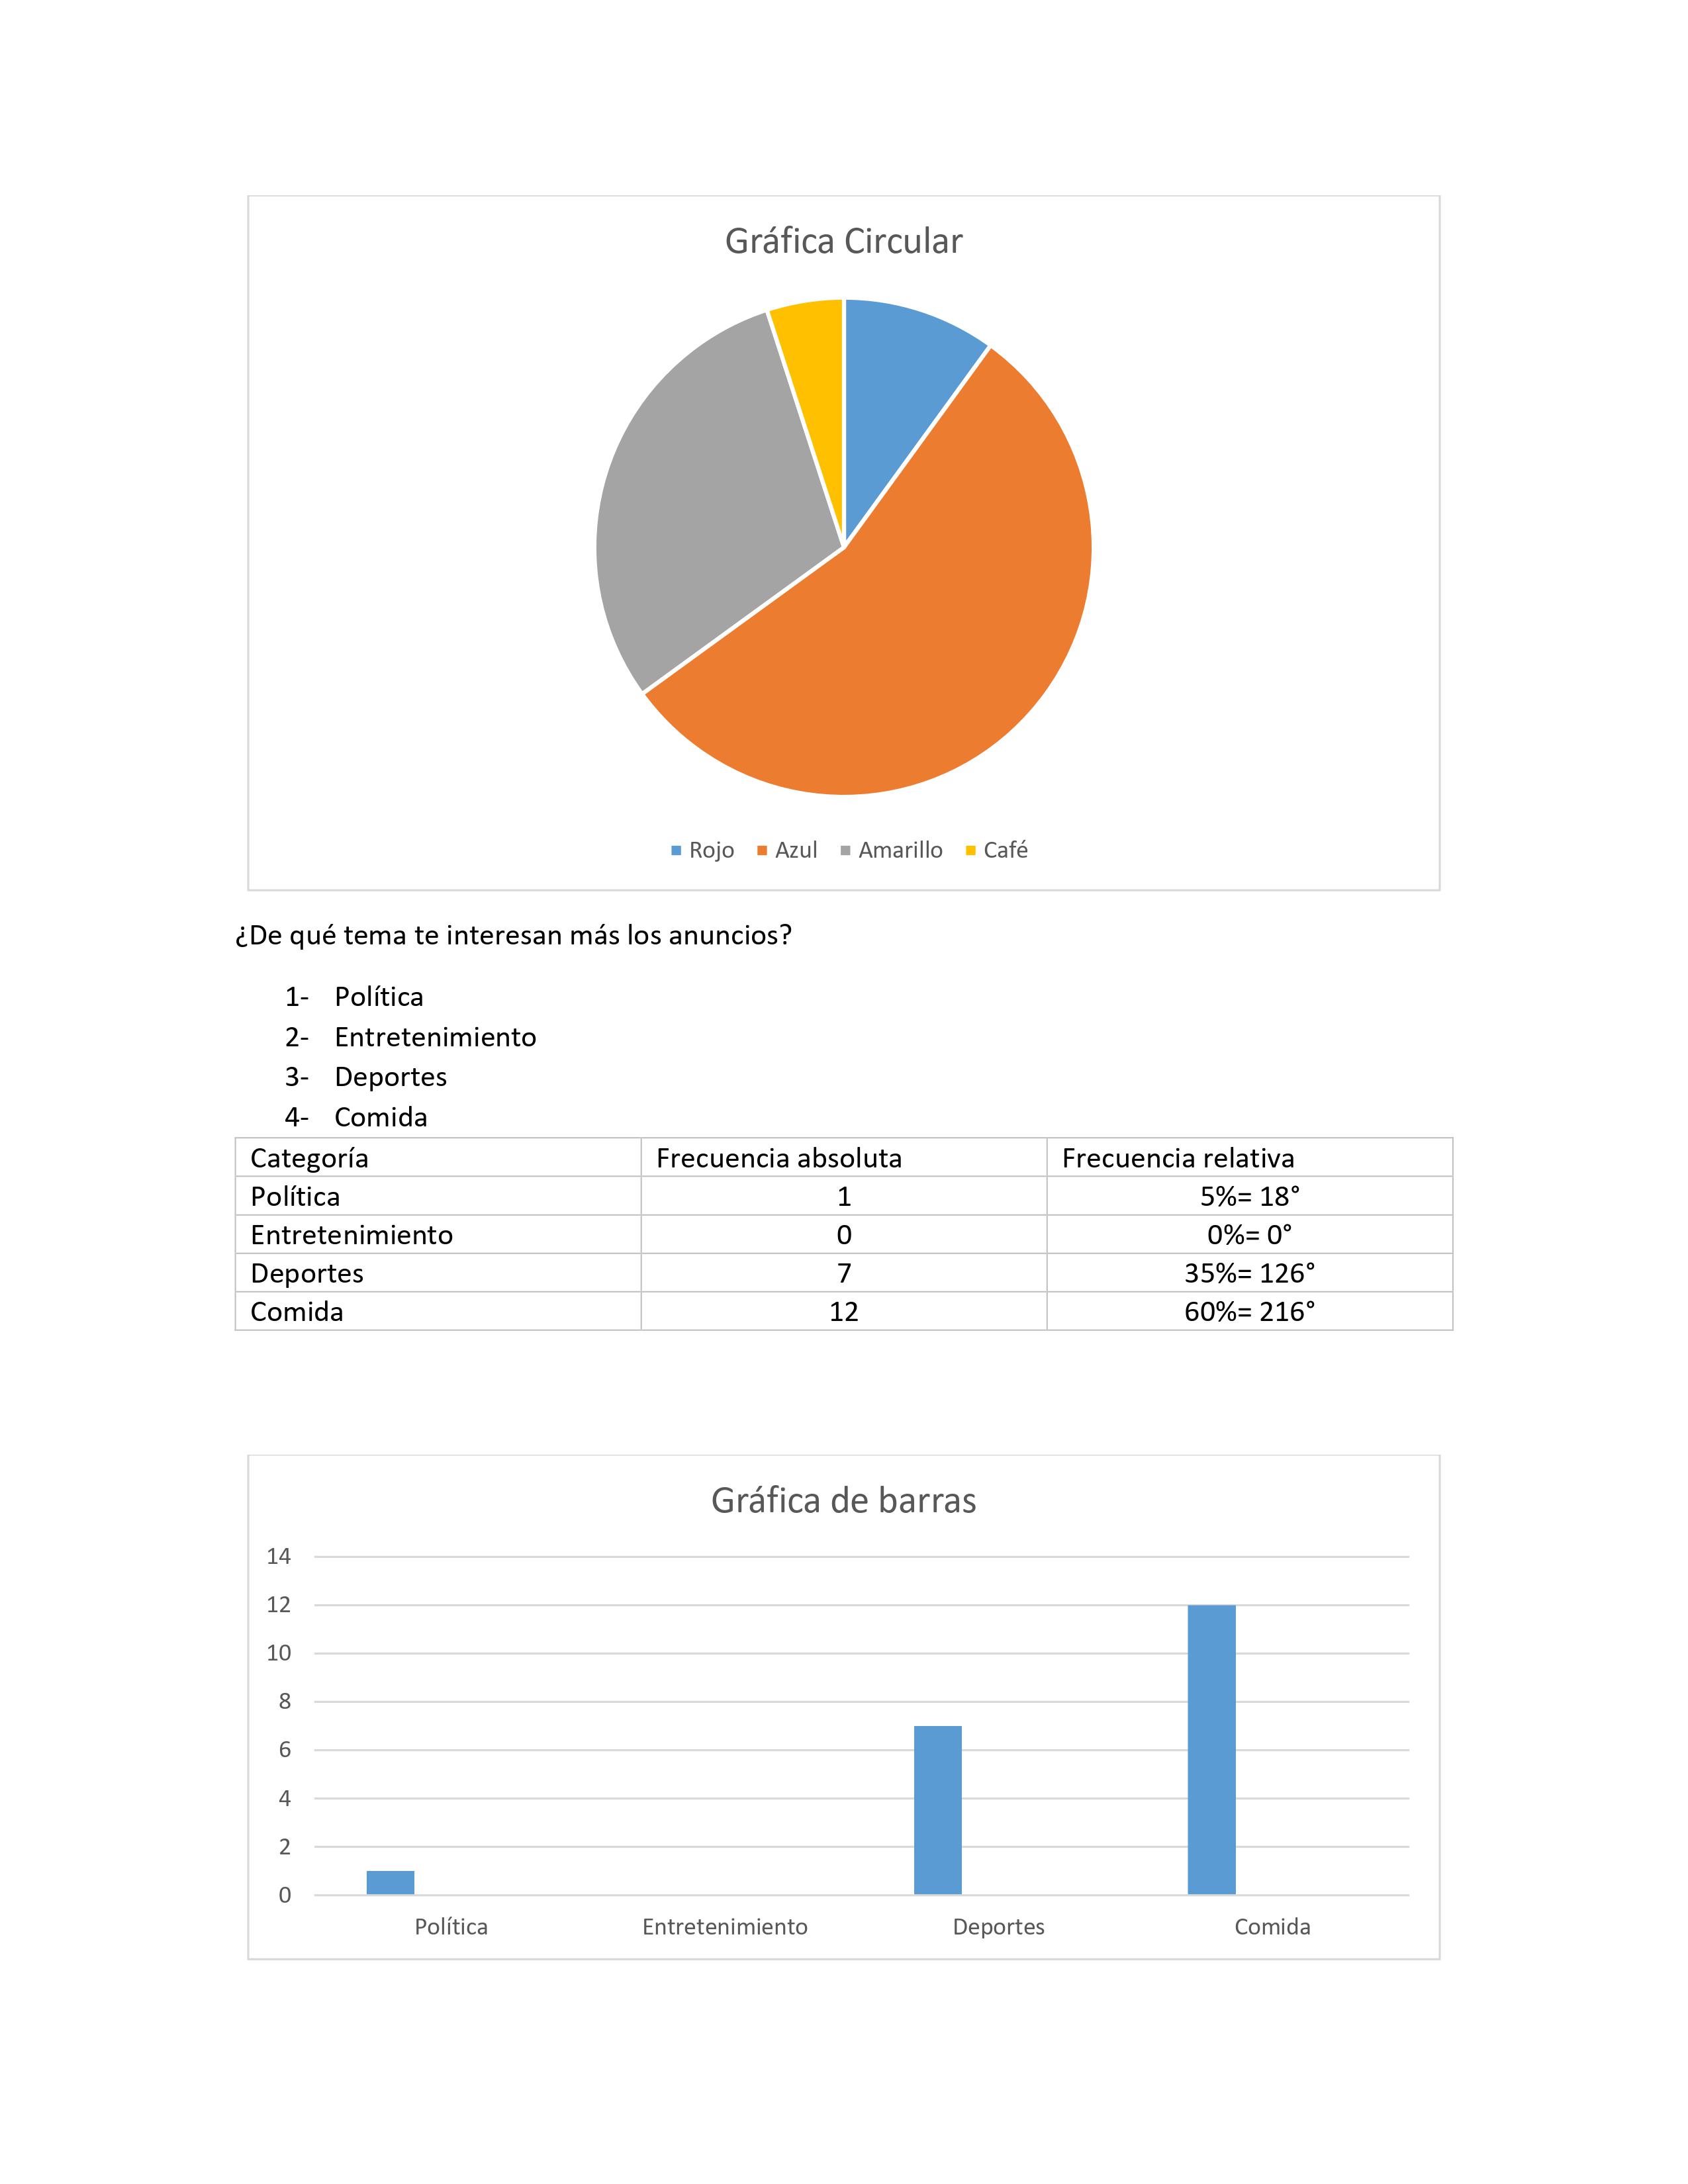 Gráfica Circular
Rojo Azul Amarillo Café
¿De qué tema te interesan más los anuncios?
1- Política
2- Entretenimiento
3- Deportes
4- Comida
Categoría Frecuencia absoluta Frecuencia relativa
Política 1 5%= 18°
Entretenimiento 0 0%= 0°
Deportes 7 35%= 126°
Comida 12 60%= 216°
Gráfica de barras
14
12
10
8
6
4
2
0
Política Entretenimiento Deportes Comida